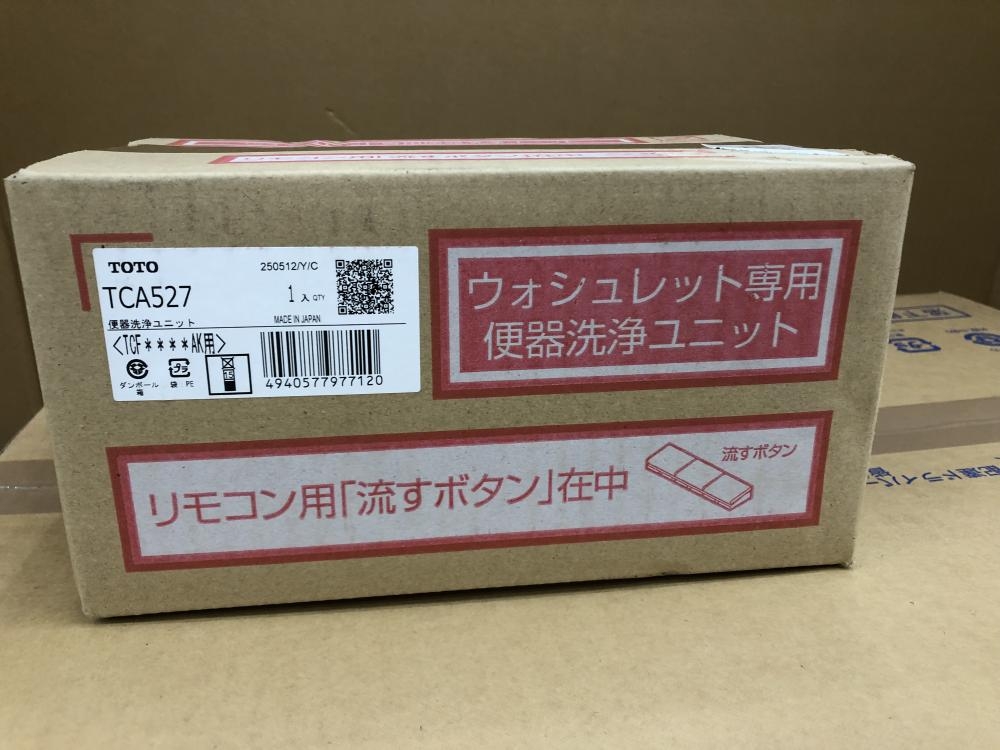 TOTO
250512/Y/C
TCA527
1 入 QTY
便器洗浄ユニット
MADE IN JAPAN
<TCF****AK用>
ダンボール
箱
プラ
袋:PE
15
4940577977120
ウォシュレット専用
便器洗浄ユニット
リモコン用「流すボタン」在中
流すボタン